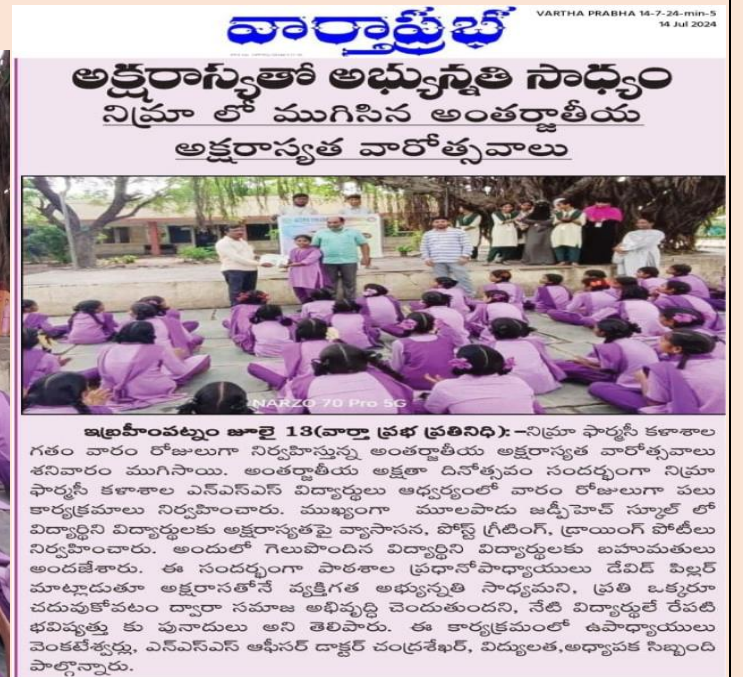 వార్తాప్రభ
VARTHA PRABHA 14-7-24-min-5
14 Jul 2024
అక్షరాస్యతో అభ్యున్నతి సాధ్యం
నిమ్రా లో ముగిసిన అంతర్జాతీయ
అక్షరాస్యత వారోత్సవాలు
NARZO 70 Pro 5G
ఇబ్రహీంపట్నం జూలై 13(వార్తా ప్రభ ప్రతినిధి):-నిమ్రా ఫార్మసీ కళాశాల
గతం వారం రోజులుగా నిర్వహిస్తున్న అంతర్జాతీయ అక్షరాస్యత వారోత్సవాలు
శనివారం ముగిసాయి. అంతర్జాతీయ అక్షతా దినోత్సవం సందర్భంగా నిమ్రా
ఫార్మసీ కళాశాల ఎన్ఎస్ఎస్ విద్యార్థులు ఆధ్వర్యంలో వారం రోజులుగా పలు
కార్యక్రమాలు నిర్వహించారు. ముఖ్యంగా మూలపాడు జడ్పీహెచ్ స్కూల్ లో
విద్యార్థిని విద్యార్థులకు అక్షరాస్యతపై వ్యాసాసన, పోస్ట్ గ్రీటింగ్, డ్రాయింగ్ పోటీలు
నిర్వహించారు. అందులో గెలుపొందిన విద్యార్థిని విద్యార్థులకు బహుమతులు
అందజేశారు. ఈ సందర్భంగా పాఠశాల ప్రధానోపాధ్యాయులు డేవిడ్ పిల్లర్
మాట్లాడుతూ అక్షరాసతోనే వ్యక్తిగత అభ్యున్నతి సాధ్యమని, ప్రతి ఒక్కరూ
చదువుకోవటం ద్వారా సమాజ అభివృద్ధి చెందుతుందని, నేటి విద్యార్థులే రేపటి
భవిష్యత్తు కు పునాదులు అని తెలిపారు. ఈ కార్యక్రమంలో ఉపాధ్యాయులు
వెంకటేశ్వర్లు, ఎన్ఎస్ఎస్ ఆఫీసర్ డాక్టర్ చంద్రశేఖర్, విద్యులత,అధ్యాపక సిబ్బంది
పాల్గొన్నారు.